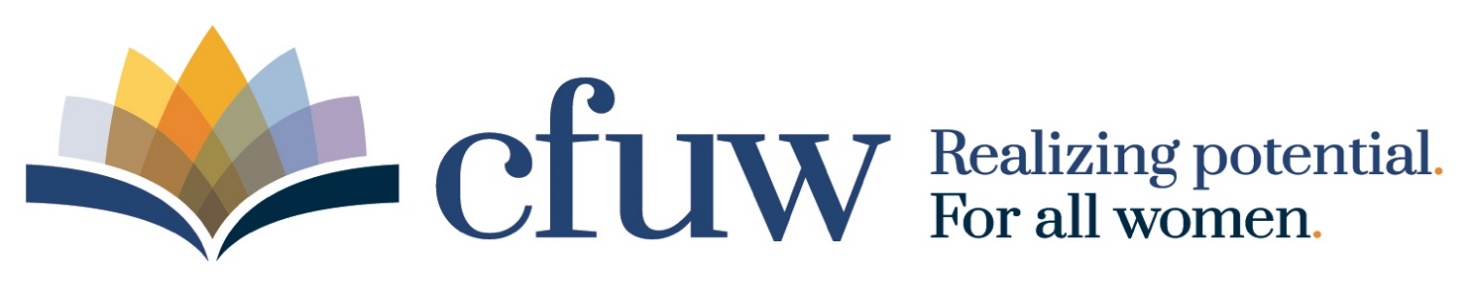 cfuw
Realizing potential.
For all women.